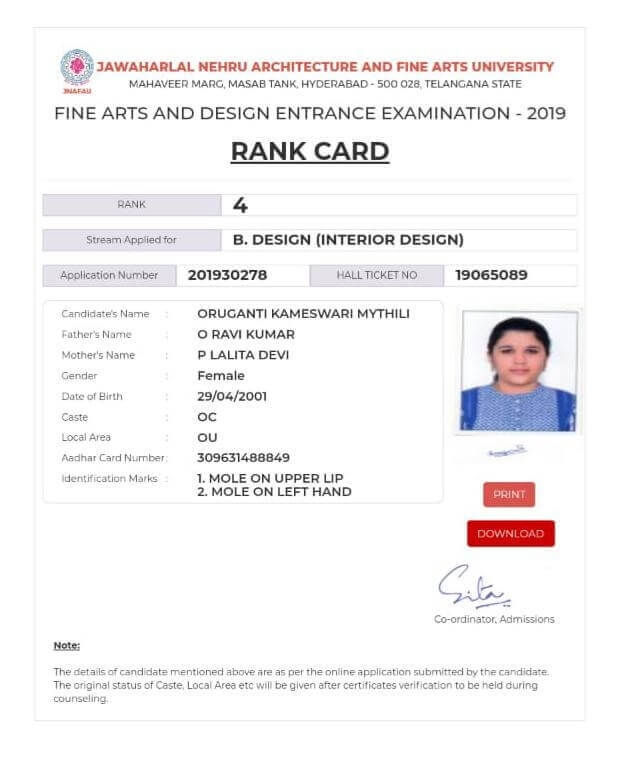 JNAFAU
JAWAHARLAL NEHRU ARCHITECTURE AND FINE ARTS UNIVERSITY
MAHAVEER MARG, MASAB TANK, HYDERABAD - 500 028, TELANGANA STATE
FINE ARTS AND DESIGN ENTRANCE EXAMINATION - 2019
RANK CARD
RANK 4
Stream Applied for B. DESIGN (INTERIOR DESIGN)
Application Number 201930278 HALL TICKET NO 19065089
Candidate's Name : ORUGANTI KAMESWARI MYTHILI
Father's Name : O RAVI KUMAR
Mother's Name : P LALITA DEVI
Gender : Female
Date of Birth : 29/04/2001
Caste : OC
Local Area : OU
Aadhar Card Number : 309631488849
Identification Marks : 1. MOLE ON UPPER LIP
2. MOLE ON LEFT HAND
PRINT
DOWNLOAD
Sita
Co-ordinator, Admissions
Note:
The details of candidate mentioned above are as per the online application submitted by the candidate.
The original status of Caste, Local Area etc will be given after certificates verification to be held during
counseling.